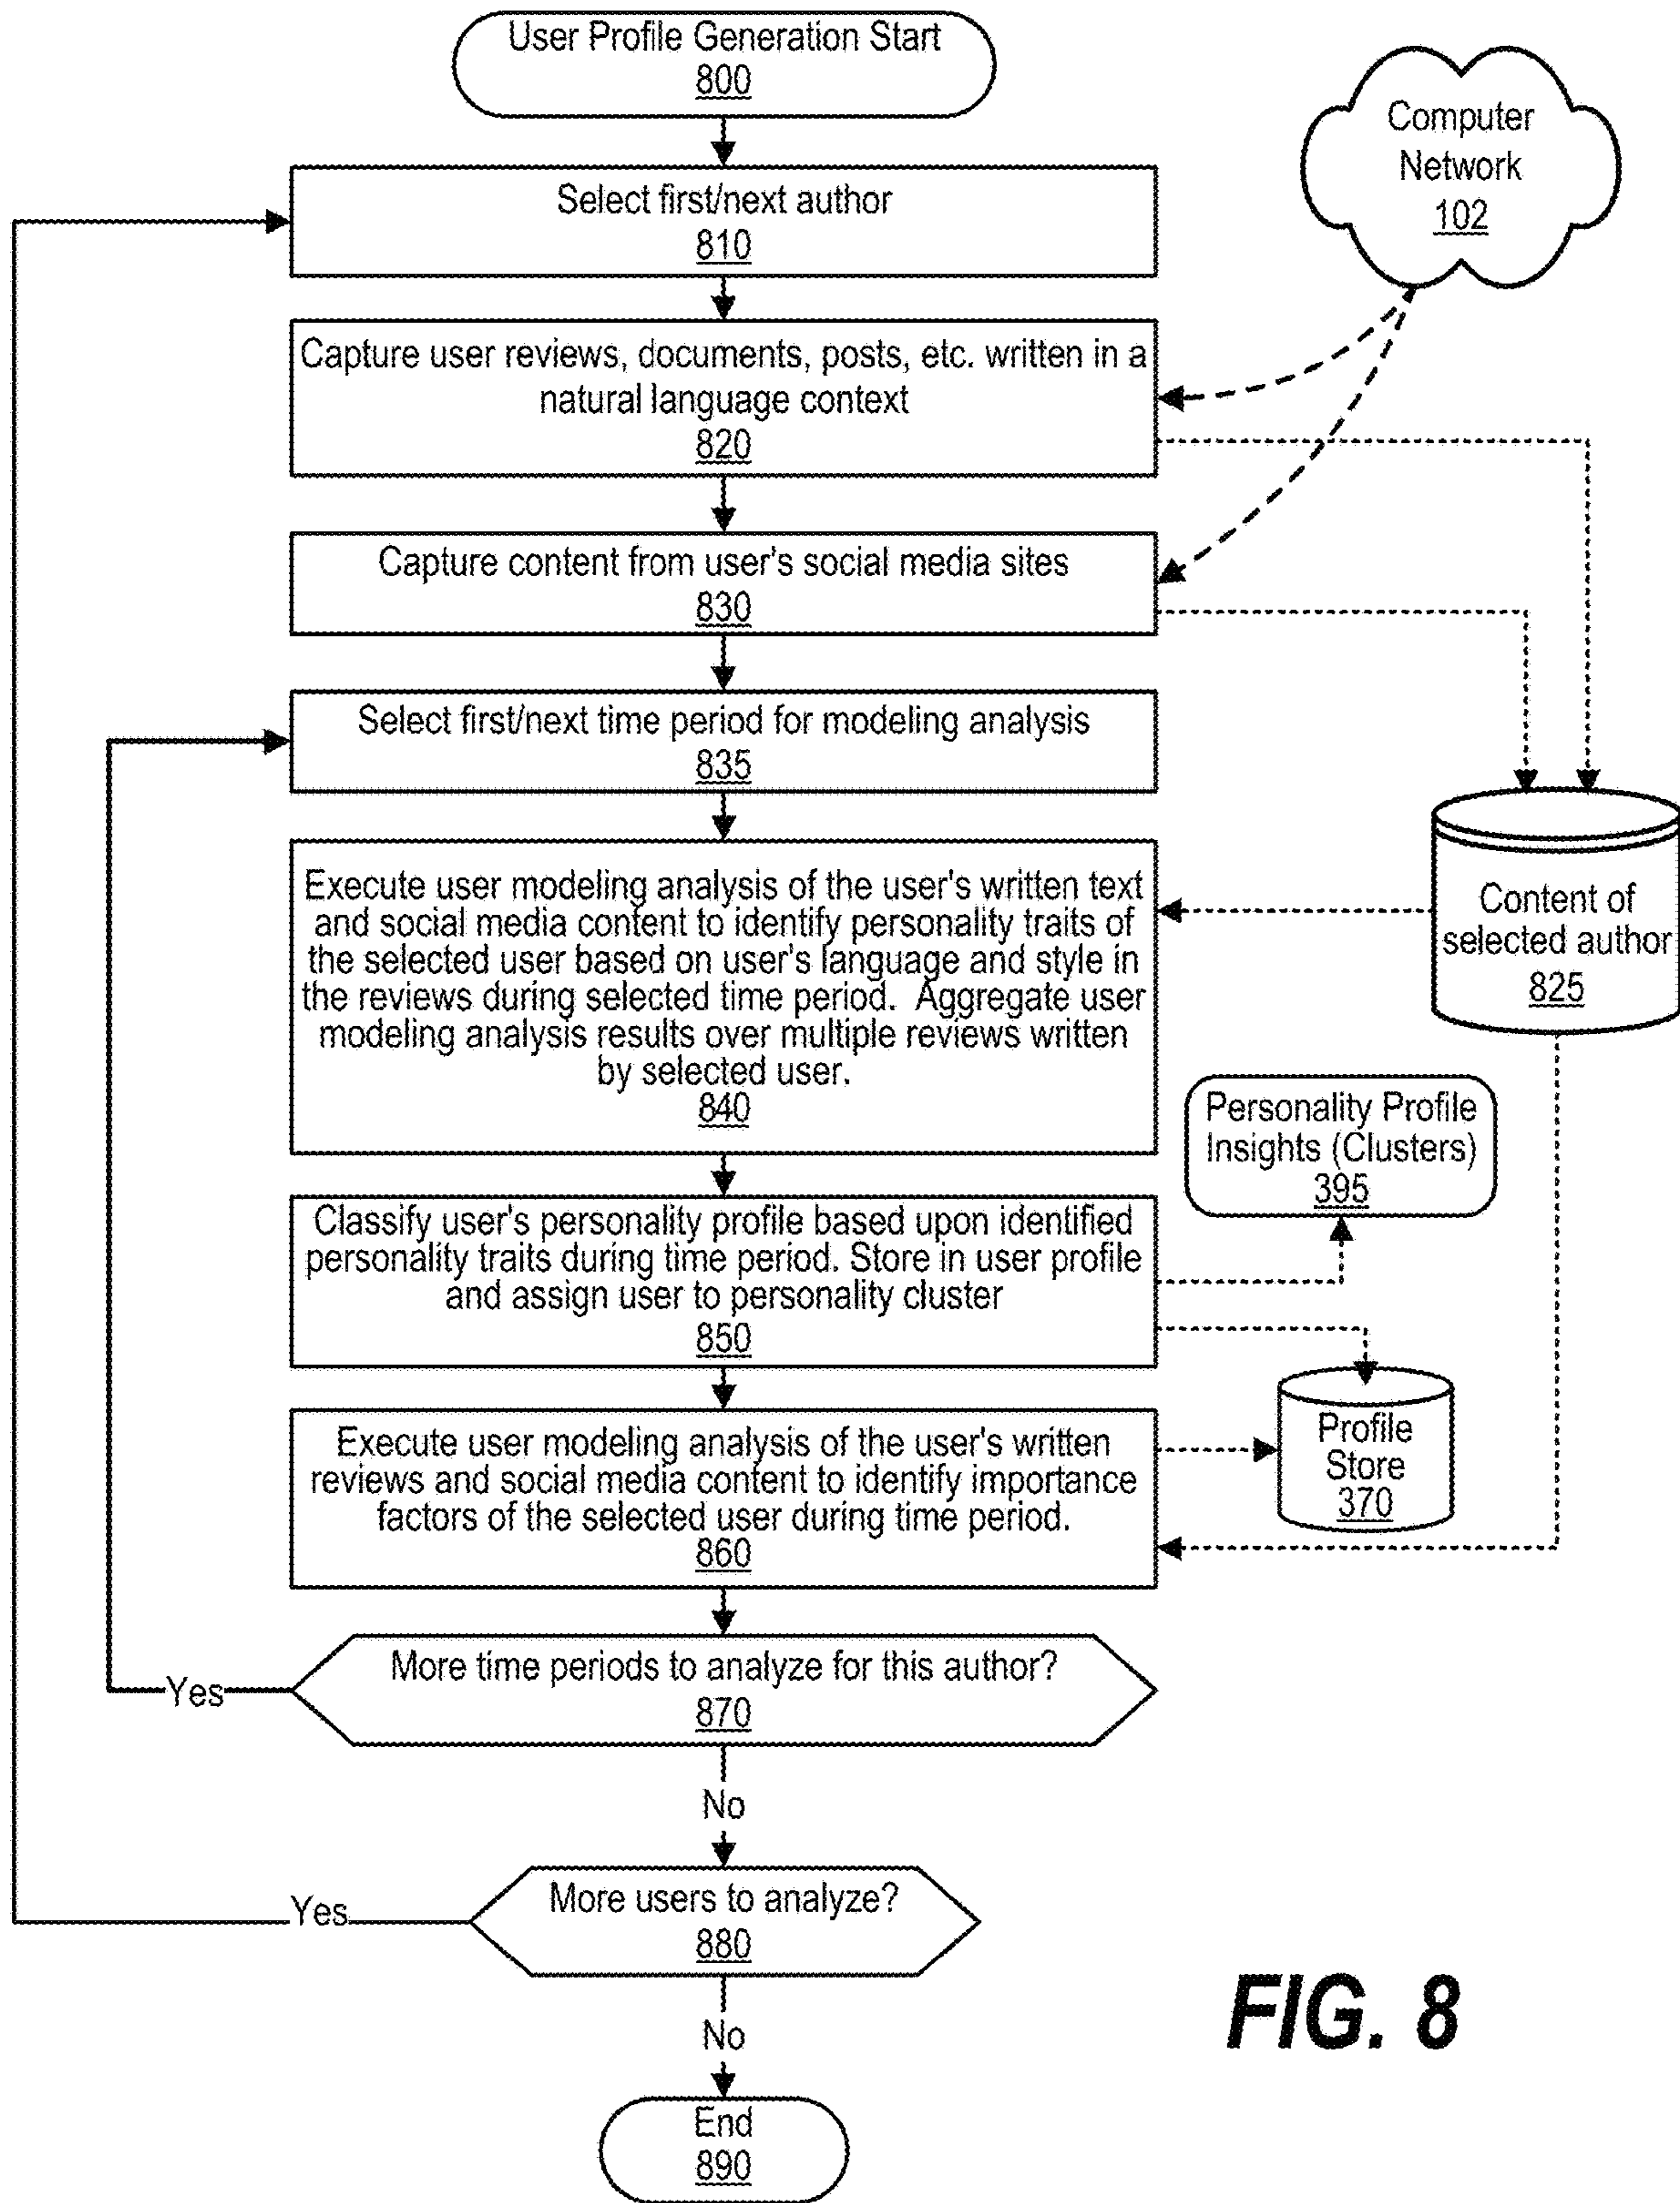 User Profile Generation Start
800
Computer
Network
102
Select first/next author
810
Capture user reviews, documents, posts, etc. written in a
natural language context
820
Capture content from user's social media sites
830
Select first/next time period for modeling analysis
835
Execute user modeling analysis of the user's written text
and social media content to identify personality traits of
the selected user based on user's language and style in
the reviews during selected time period. Aggregate user
modeling analysis results over multiple reviews written
by selected user.
840
Content of
selected author
825
Personality Profile
Insights (Clusters)
395
Classify user's personality profile based upon identified
personality traits during time period. Store in user profile
and assign user to personality cluster
850
Profile
Store
370
Execute user modeling analysis of the user's written
reviews and social media content to identify importance
factors of the selected user during time period.
860
More time periods to analyze for this author?
870
Yes
No
More users to analyze?
880
Yes
No
End
890
FIG. 8